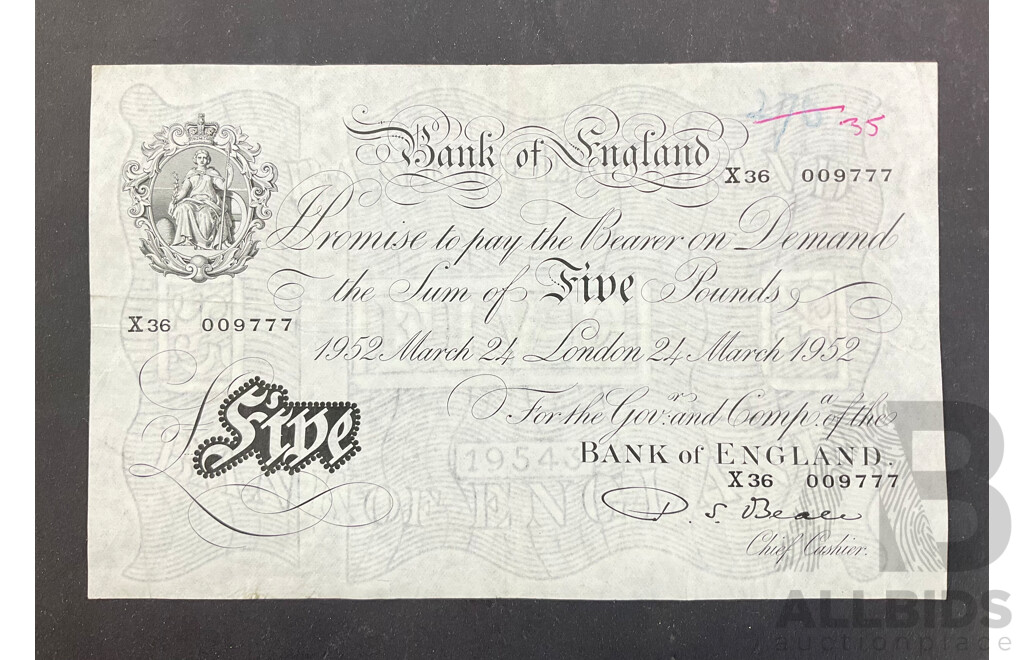 35
Bank of England
X36 009777
I Promise to pay the Bearer on Demand
the Sum of Five Pounds
X36 009777
1952 March 24 London 24 March 1952
Five
For the Govr. and Compa. of the
BANK of ENGLAND.
X36 009777
Chief Cashier.
ALLBIDS
auctionplace